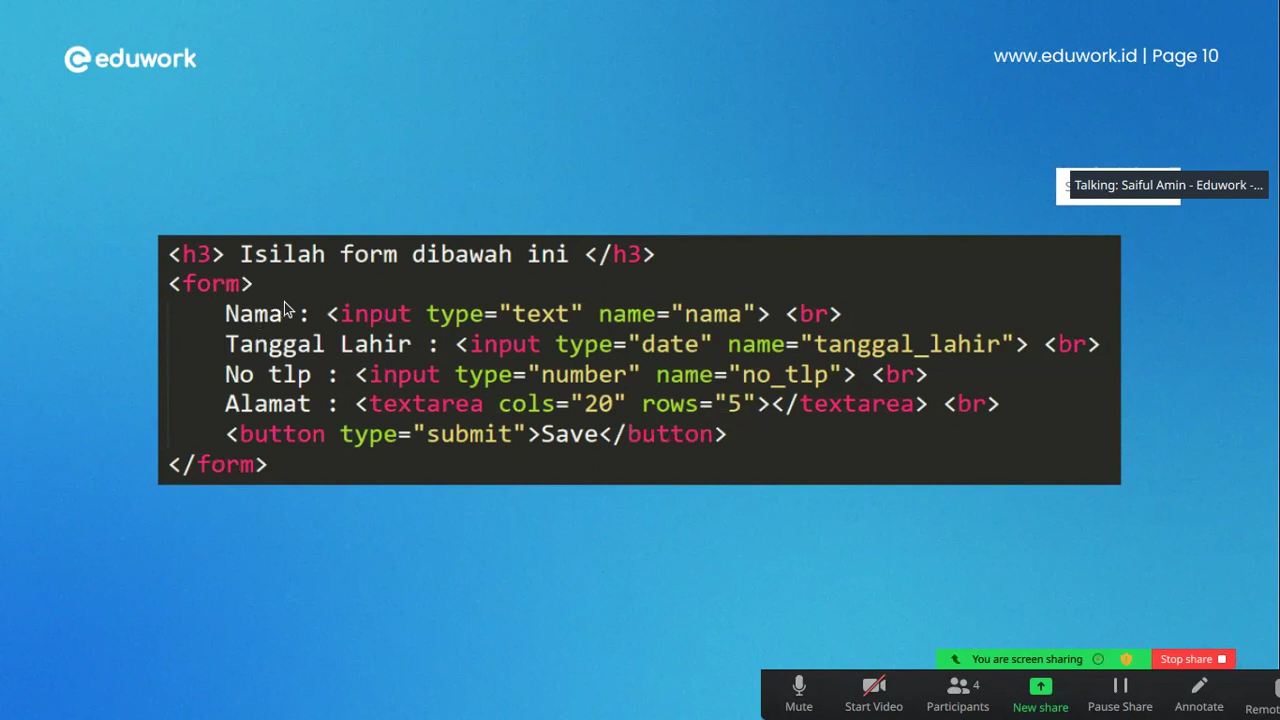 eduwork
www.eduwork.id | Page 10
Talking: Saiful Amin - Eduwork -...
<h3> Isilah form dibawah ini </h3>
<form>
Nama : <input type="text" name="nama"> <br>
Tanggal Lahir : <input type="date" name="tanggal_lahir"> <br>
No tlp : <input type="number" name="no_tlp"> <br>
Alamat : <textarea cols="20" rows="5"></textarea> <br>
<button type="submit">Save</button>
</form>
You are screen sharing
Stop share
4
Mute
Start Video
Participants
New share
Pause Share
Annotate